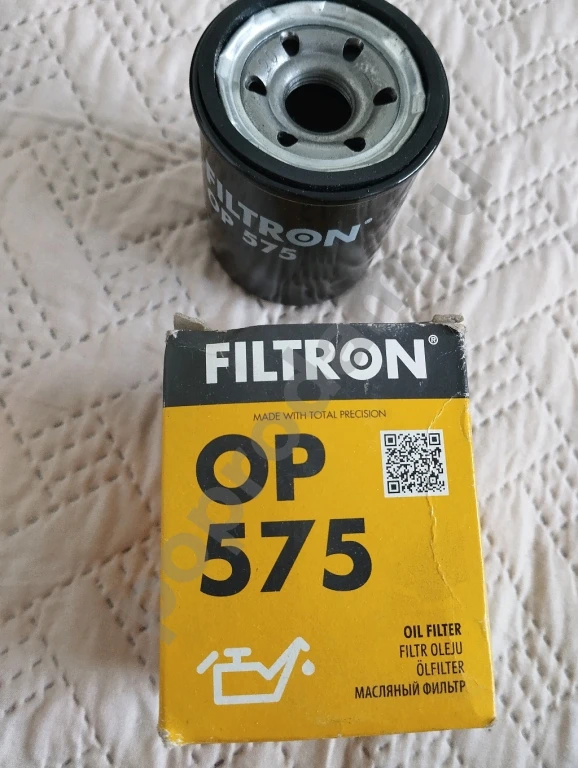 FILTRON®
OP 575
FILTRON®
MADE WITH TOTAL PRECISION
OP
575
OIL FILTER
FILTR OLEJU
ÖLFILTER
МАСЛЯНЫЙ ФИЛЬТР